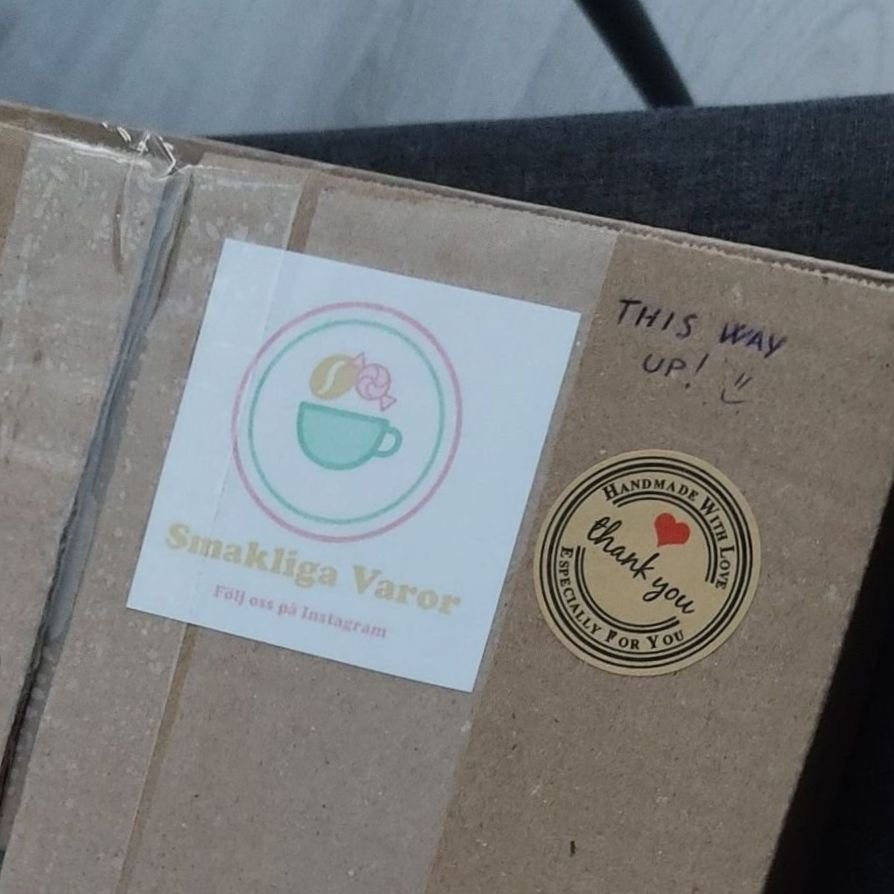 THIS WAY
UP!
Smakliga Varor
Följ oss på Instagram
HANDMADE WITH LOVE
thank you
ESPECIALLY FOR YOU